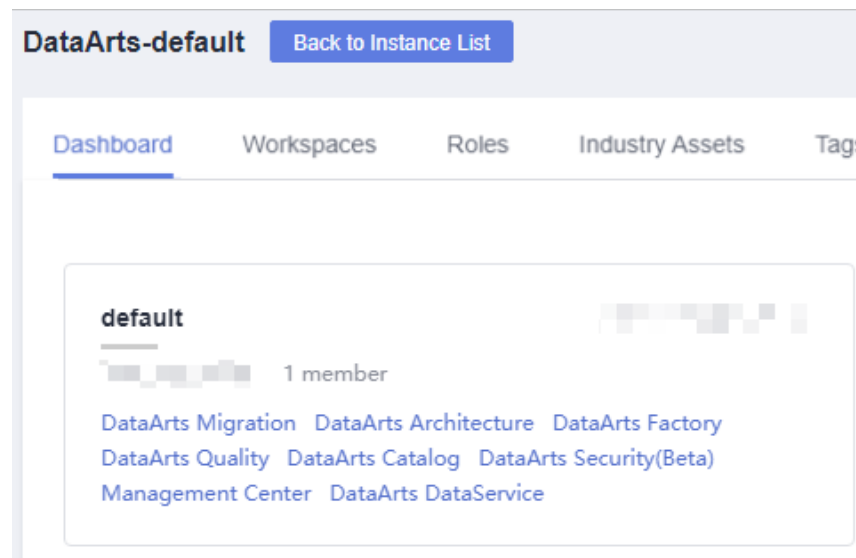 DataArts-default Back to Instance List
Dashboard Workspaces Roles Industry Assets
default
1 member
DataArts Migration DataArts Architecture DataArts Factory
DataArts Quality DataArts Catalog DataArts Security(Beta)
Management Center DataArts DataService